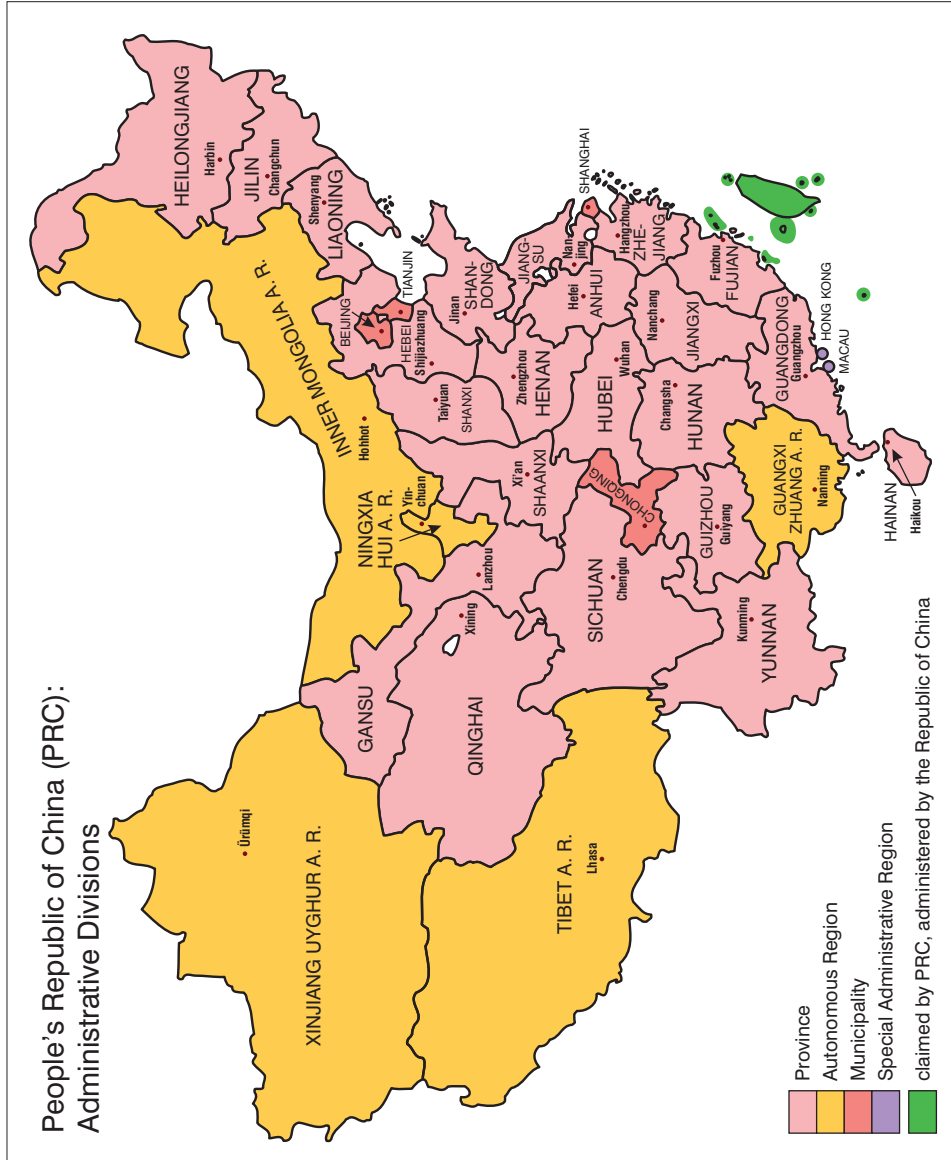 People's Republic of China (PRC):
Administrative Divisions
HEILONGJIANG
Harbin
JILIN
Changchun
LIAONING
Shenyang
INNER MONGOLIA A. R.
Hohhot
BEIJING
TIANJIN
HEBEI
Shijiazhuang
SHAN-
DONG
Jinan
SHANXI
Taiyuan
NINGXIA
HUI A. R.
Yin-
chuan
XINJIANG UYGHUR A. R.
Ürümqi
GANSU
Lanzhou
QINGHAI
Xining
SHAANXI
Xi'an
HENAN
Zhengzhou
JIANG-
SU
Nan-
jing
SHANGHAI
ANHUI
Hefei
ZHE-
JIANG
Hangzhou
HUBEI
Wuhan
CHONGQING
SICHUAN
Chengdu
TIBET A. R.
Lhasa
HUNAN
Changsha
JIANGXI
Nanchang
FUJIAN
Fuzhou
GUIZHOU
Guiyang
YUNNAN
Kunming
GUANGXI
ZHUANG A. R.
Nanning
GUANGDONG
Guangzhou
HONG KONG
MACAU
HAINAN
Haikou
Province
Autonomous Region
Municipality
Special Administrative Region
claimed by PRC, administered by the Republic of China